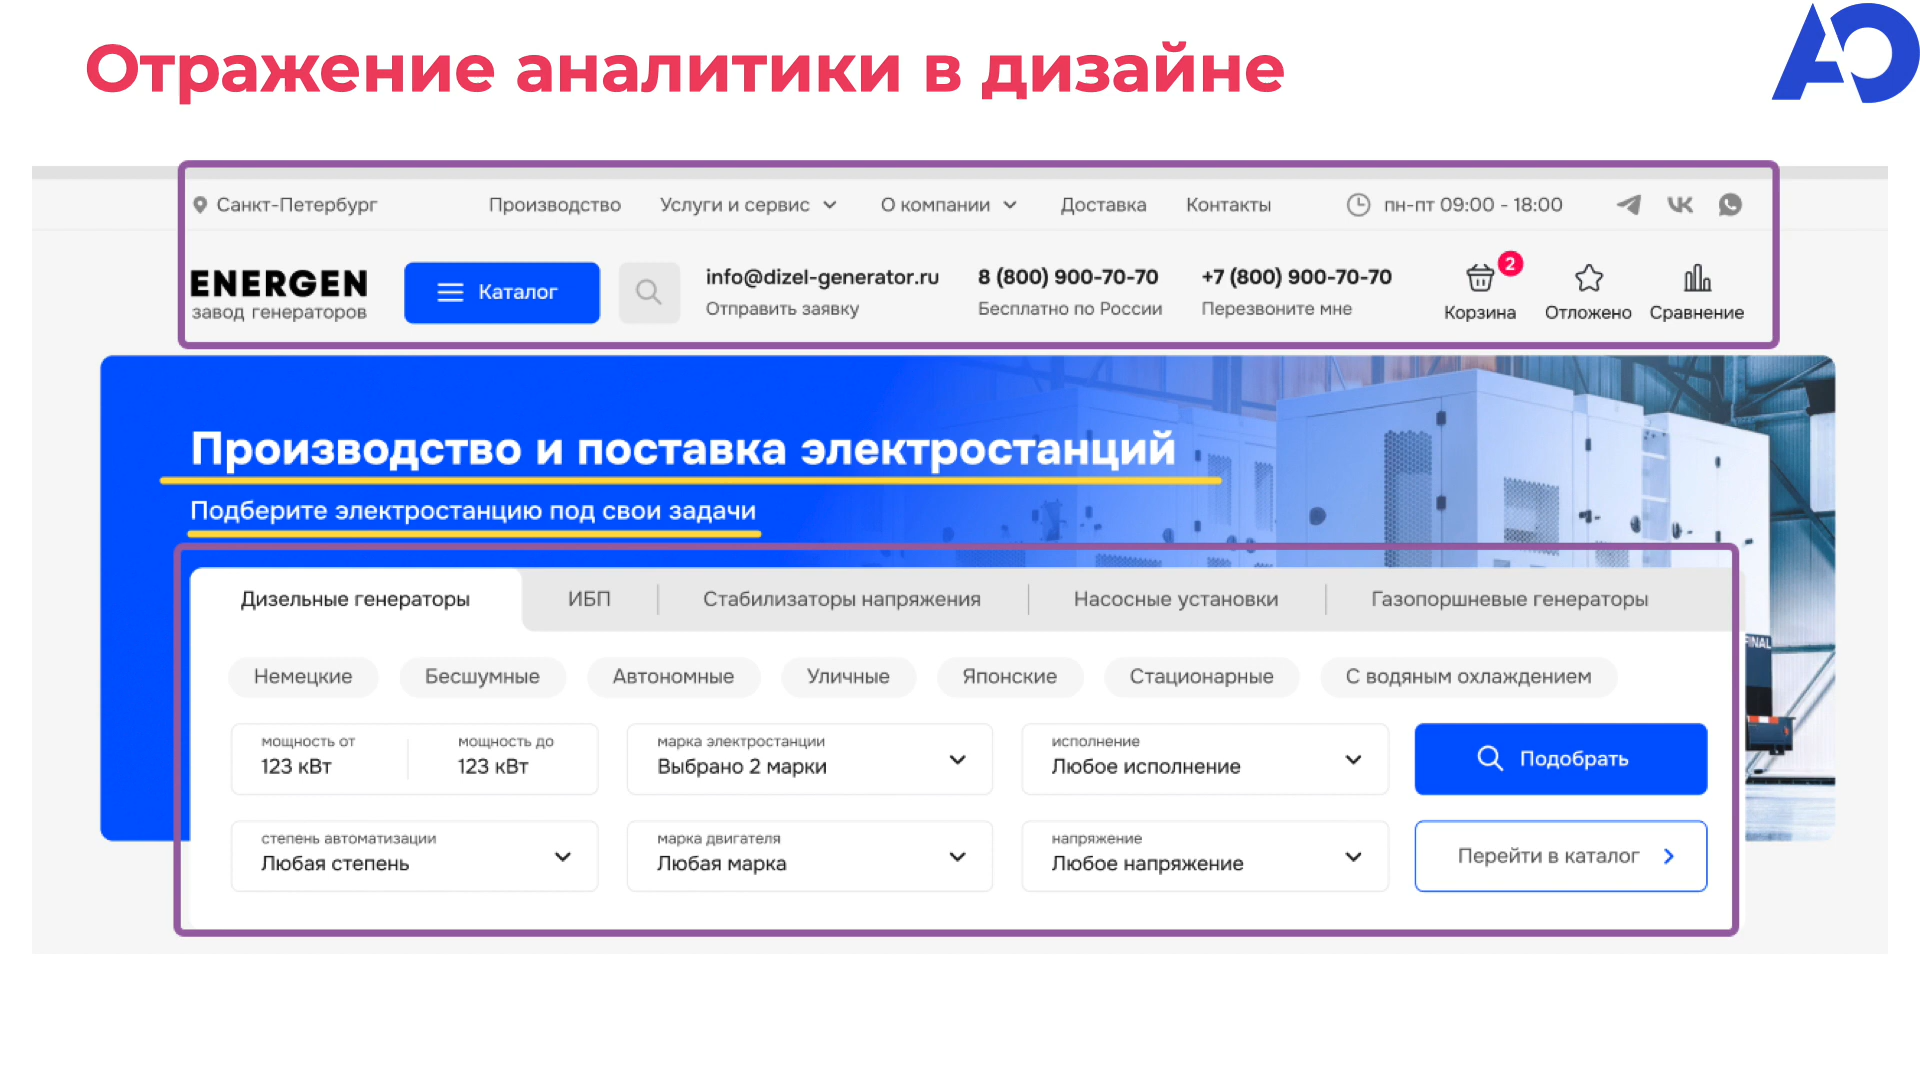 Отражение аналитики в дизайне
АО
Санкт-Петербург Производство Услуги и сервис О компании Доставка Контакты пн-пт 09:00 - 18:00
ENERGEN
завод генераторов
Каталог
info@dizel-generator.ru 8 (800) 900-70-70 +7 (800) 900-70-70
Отправить заявку Бесплатно по России Перезвоните мне
2
Корзина Отложено Сравнение
Производство и поставка электростанций
Подберите электростанцию под свои задачи
Дизельные генераторы ИБП Стабилизаторы напряжения Насосные установки Газопоршневые генераторы
Немецкие Бесшумные Автономные Уличные Японские Стационарные С водяным охлаждением
мощность от мощность до марка электростанции исполнение
123 кВт 123 кВт Выбрано 2 марки Любое исполнение Подобрать
степень автоматизации марка двигателя напряжение
Любая степень Любая марка Любое напряжение Перейти в каталог